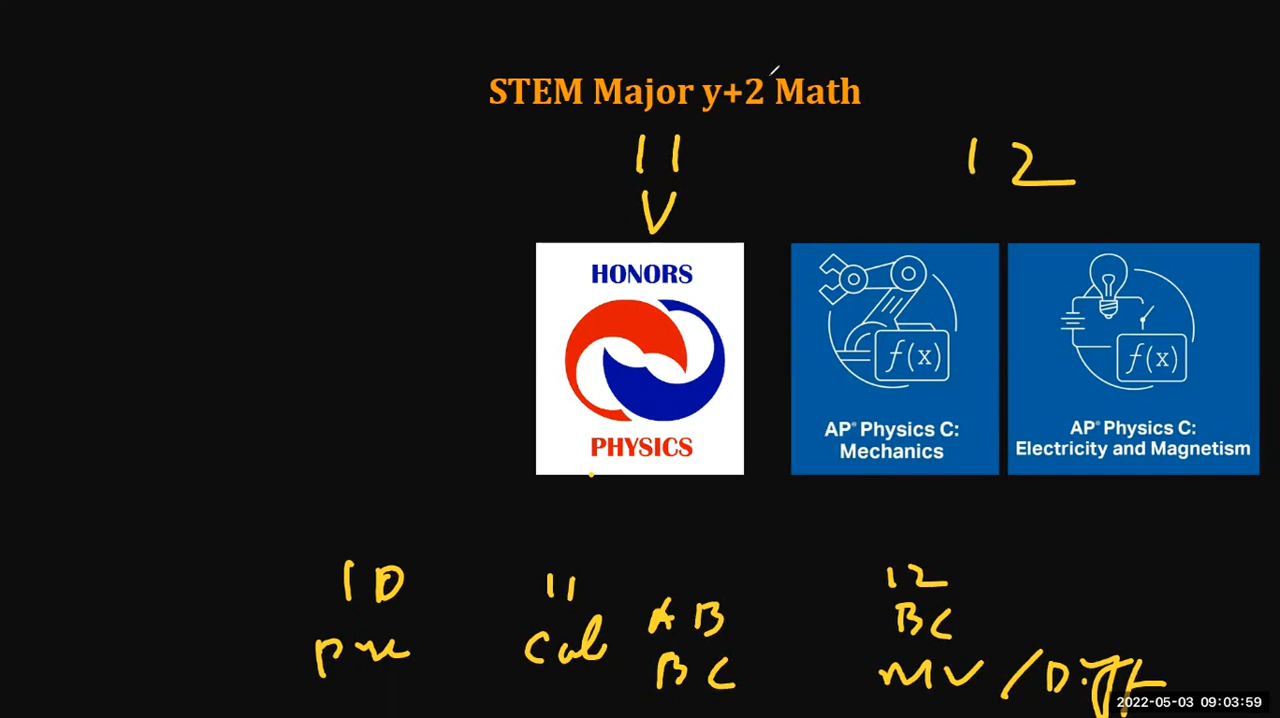 STEM Major y+2 Math
11
12
V
HONORS
PHYSICS
AP® Physics C:
Mechanics
f(x)
AP® Physics C:
Electricity and Magnetism
f(x)
10
pre
11
Cal
AB
BC
12
BC
MV / Diff
2022-05-03 09:03:59